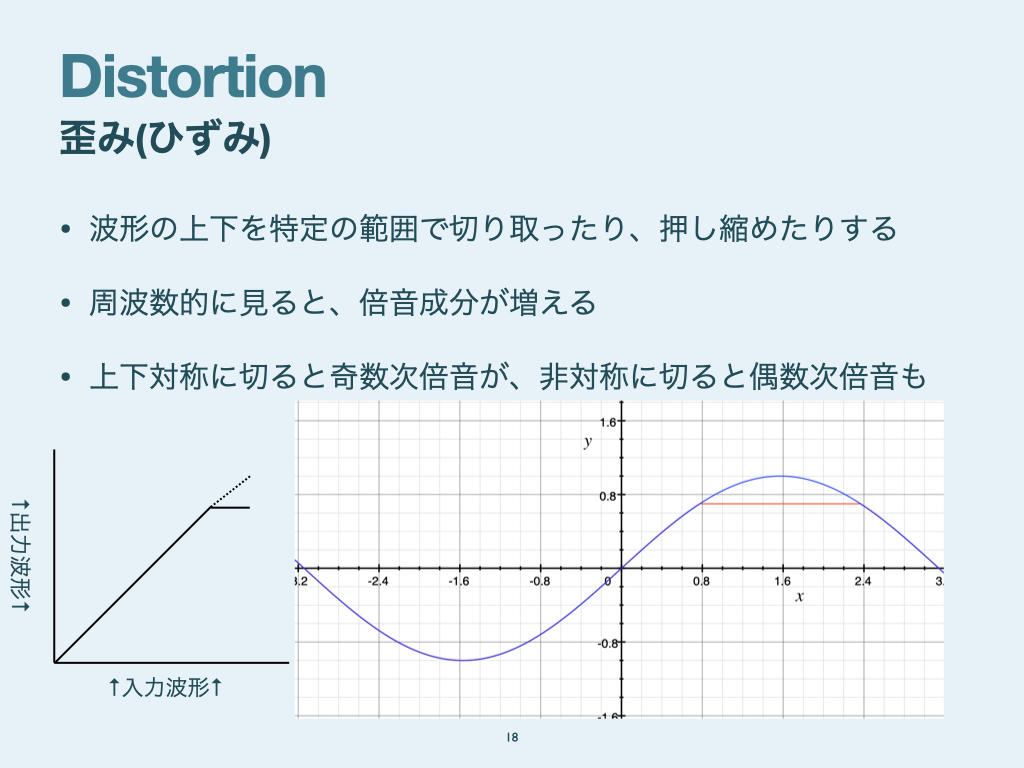 Distortion
歪み(ひずみ)
• 波形の上下を特定の範囲で切り取ったり、押し縮めたりする
• 周波数的に見ると、倍音成分が増える
• 上下対称に切ると奇数次倍音が、非対称に切ると偶数次倍音も
↑出力波形↑
↑入力波形↑
1.6
y
0.8
3.2 -2.4 -1.6 -0.8 0 0.8 1.6 2.4 3.
x
-0.8
-1.6
18